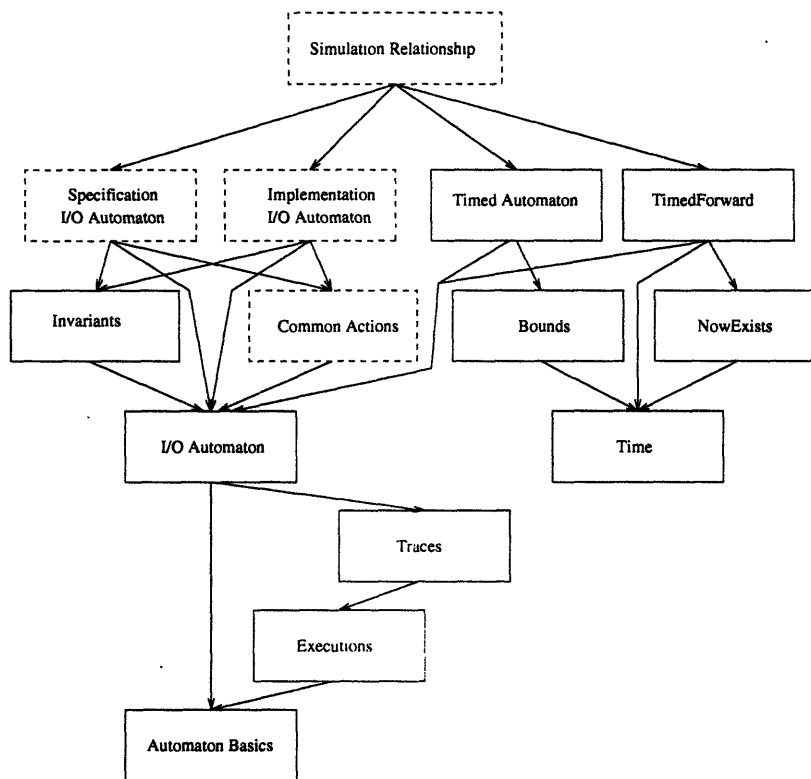 Simulation Relationship
Specification
I/O Automaton
Implementation
I/O Automaton
Timed Automaton
TimedForward
Invariants
Common Actions
Bounds
NowExists
I/O Automaton
Time
Traces
Executions
Automaton Basics